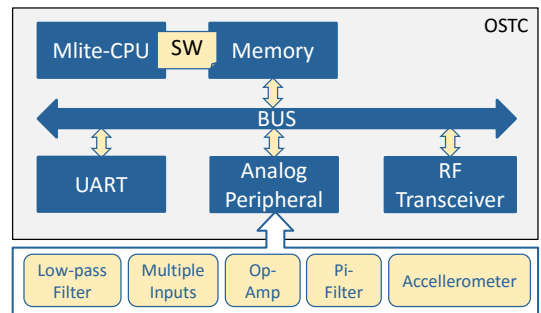 OSTC
Mlite-CPU SW Memory
BUS
UART
Analog
Peripheral
RF
Transceiver
Low-pass
Filter
Multiple
Inputs
Op-
Amp
Pi-
Filter
Accellerometer